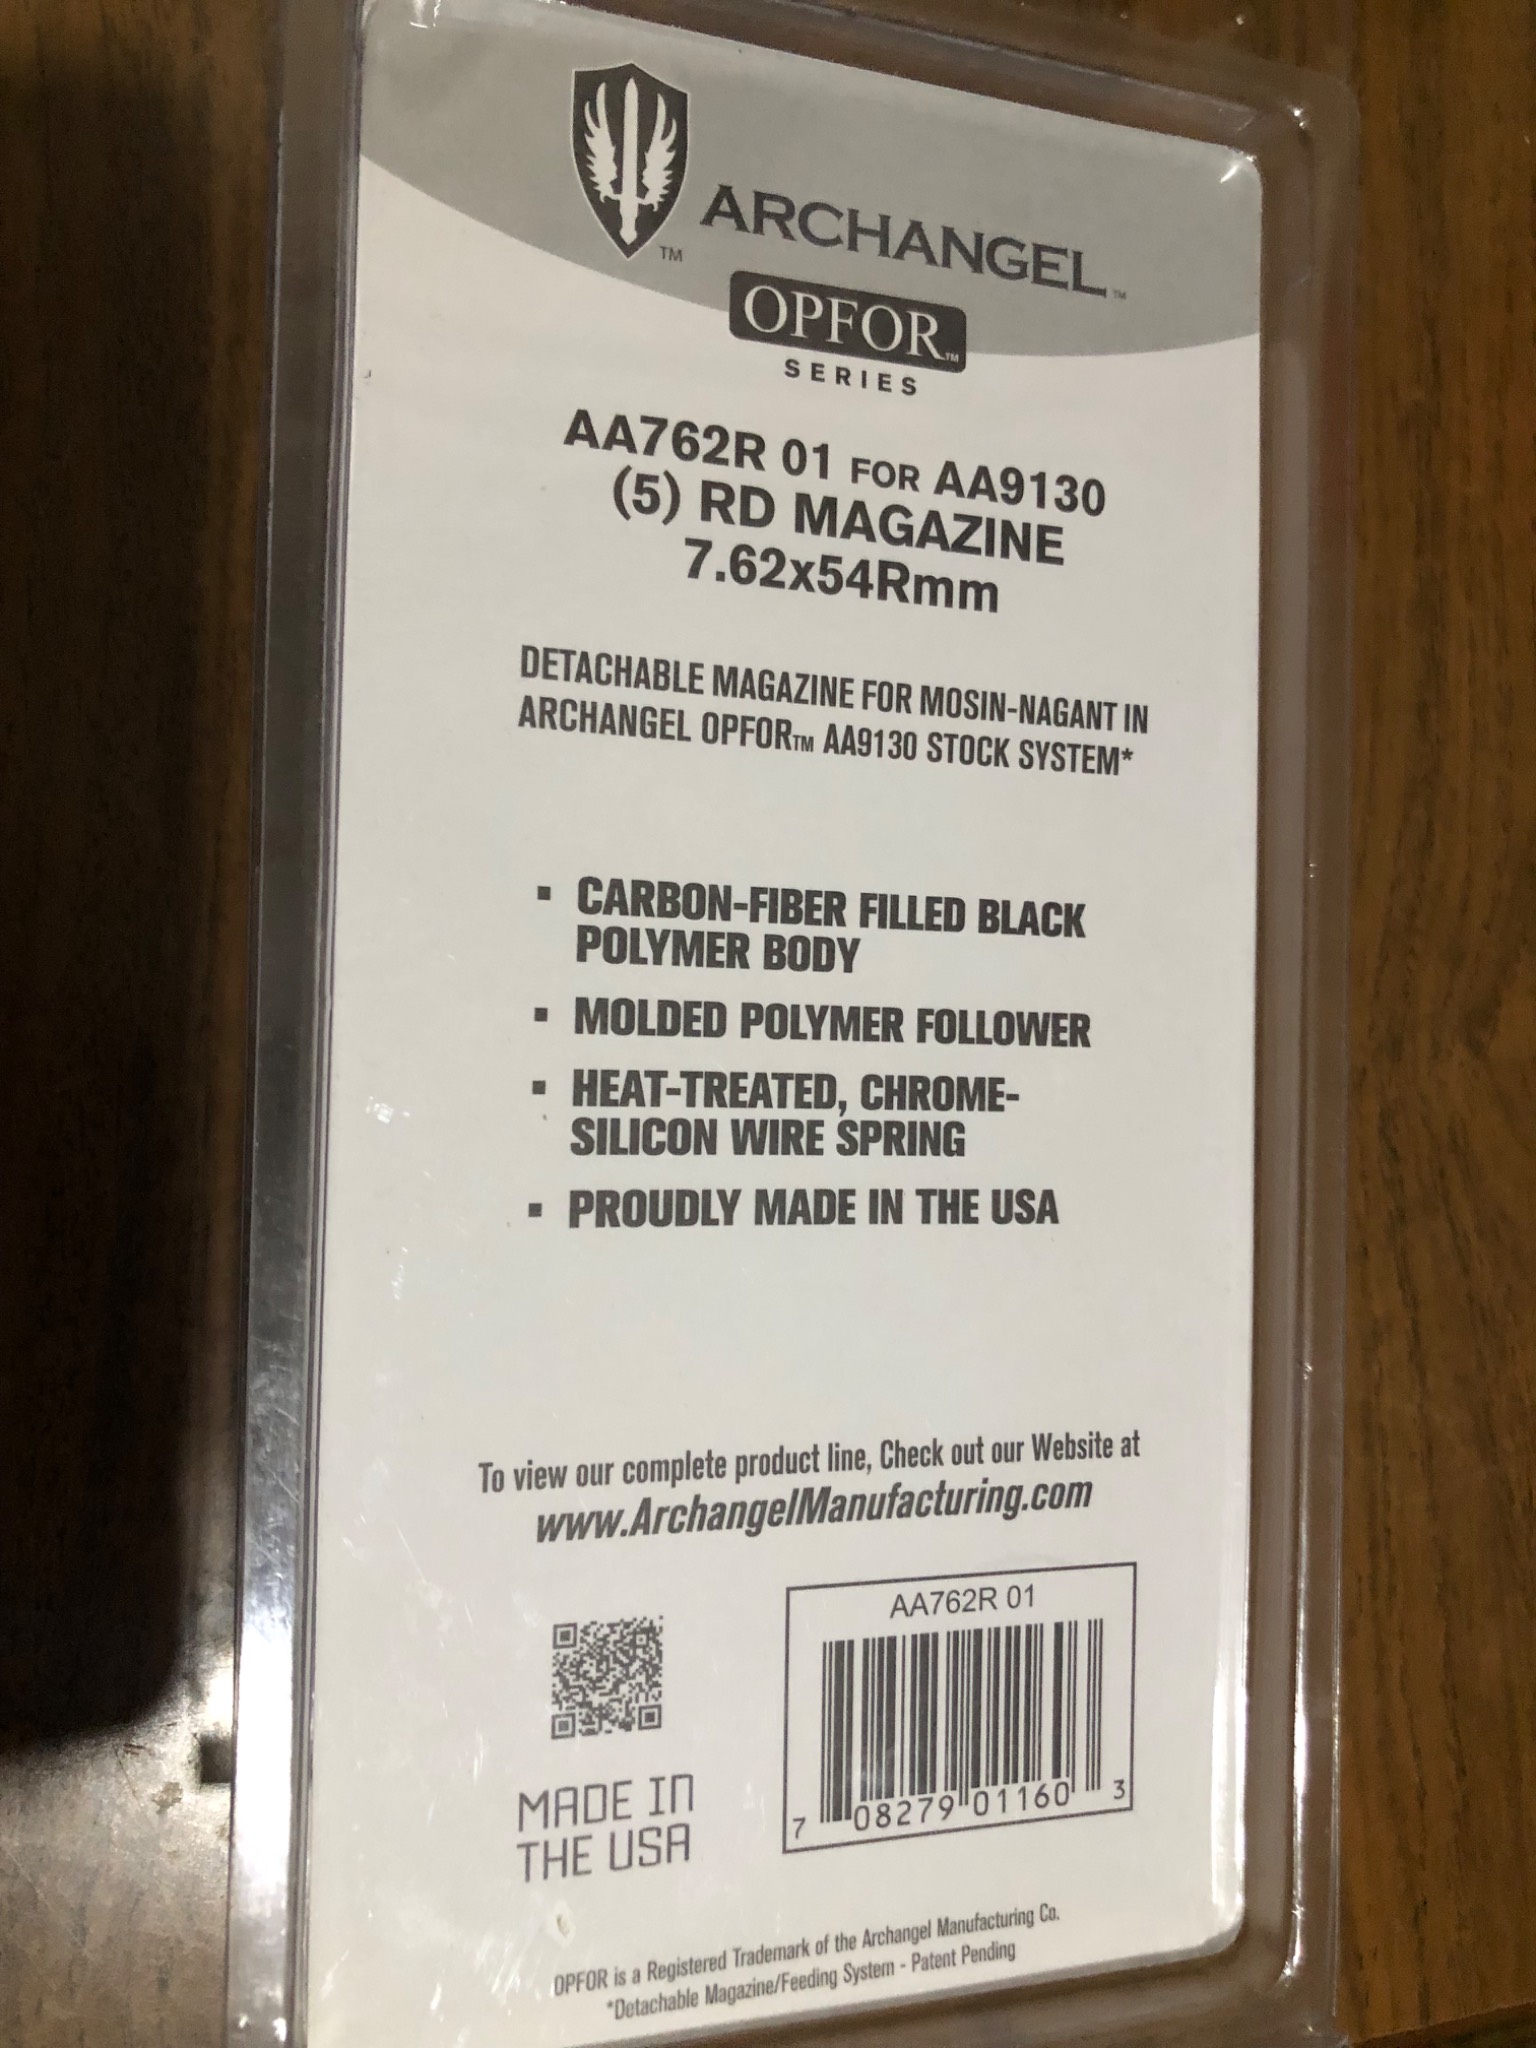 ARCHANGEL™
™
OPFOR™
SERIES
AA762R 01 FOR AA9130
(5) RD MAGAZINE
7.62x54Rmm
DETACHABLE MAGAZINE FOR MOSIN-NAGANT IN
ARCHANGEL OPFOR™ AA9130 STOCK SYSTEM*
▪ CARBON-FIBER FILLED BLACK
POLYMER BODY
▪ MOLDED POLYMER FOLLOWER
▪ HEAT-TREATED, CHROME-
SILICON WIRE SPRING
▪ PROUDLY MADE IN THE USA
To view our complete product line, Check out our Website at
www.ArchangelManufacturing.com
AA762R 01
7 08279 01160 3
MADE IN
THE USA
OPFOR is a Registered Trademark of the Archangel Manufacturing Co.
*Detachable Magazine/Feeding System - Patent Pending